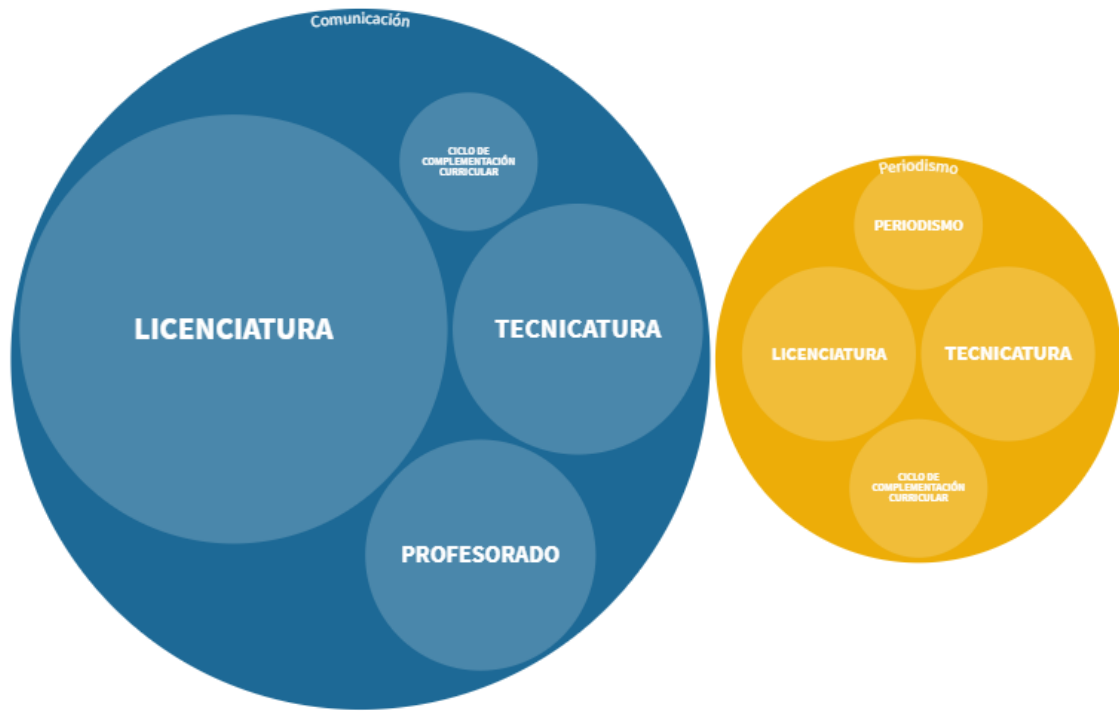 Comunicación
CICLO DE
COMPLEMENTACIÓN
CURRICULAR
LICENCIATURA
TECNICATURA
PROFESORADO
Periodismo
PERIODISMO
LICENCIATURA
TECNICATURA
CICLO DE
COMPLEMENTACIÓN
CURRICULAR